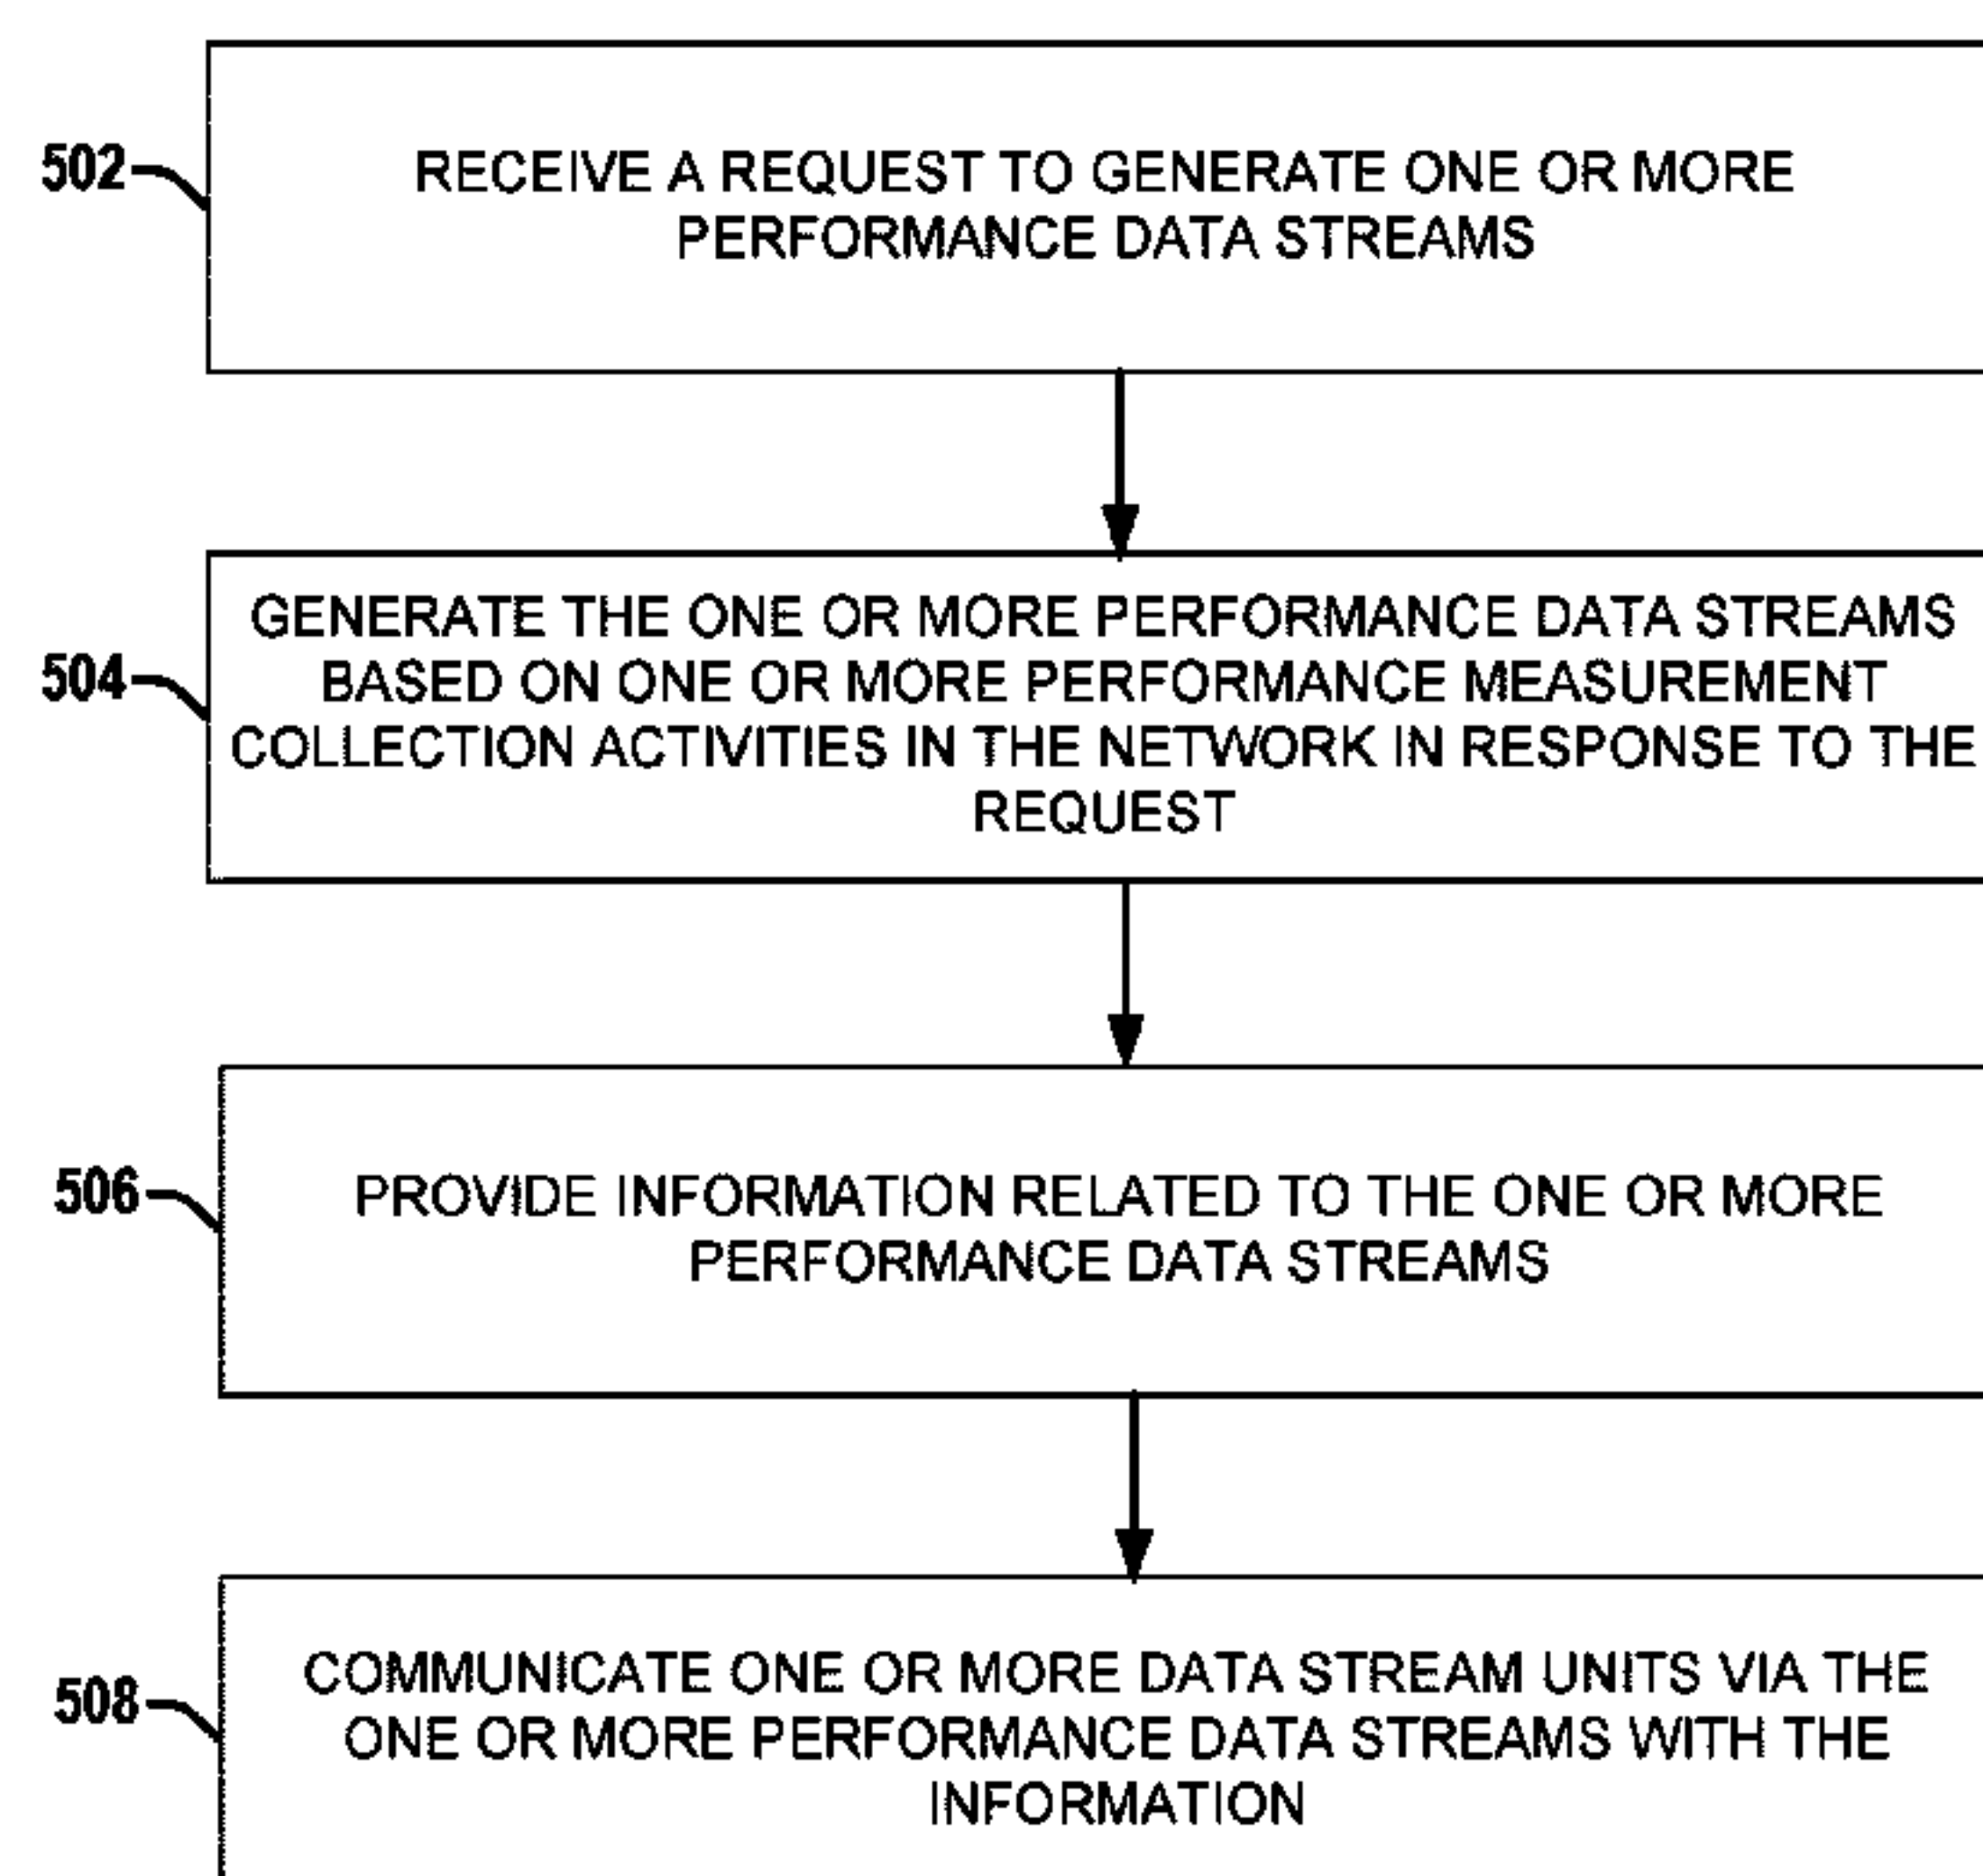 502
RECEIVE A REQUEST TO GENERATE ONE OR MORE
PERFORMANCE DATA STREAMS
504
GENERATE THE ONE OR MORE PERFORMANCE DATA STREAMS
BASED ON ONE OR MORE PERFORMANCE MEASUREMENT
COLLECTION ACTIVITIES IN THE NETWORK IN RESPONSE TO THE
REQUEST
506
PROVIDE INFORMATION RELATED TO THE ONE OR MORE
PERFORMANCE DATA STREAMS
508
COMMUNICATE ONE OR MORE DATA STREAM UNITS VIA THE
ONE OR MORE PERFORMANCE DATA STREAMS WITH THE
INFORMATION